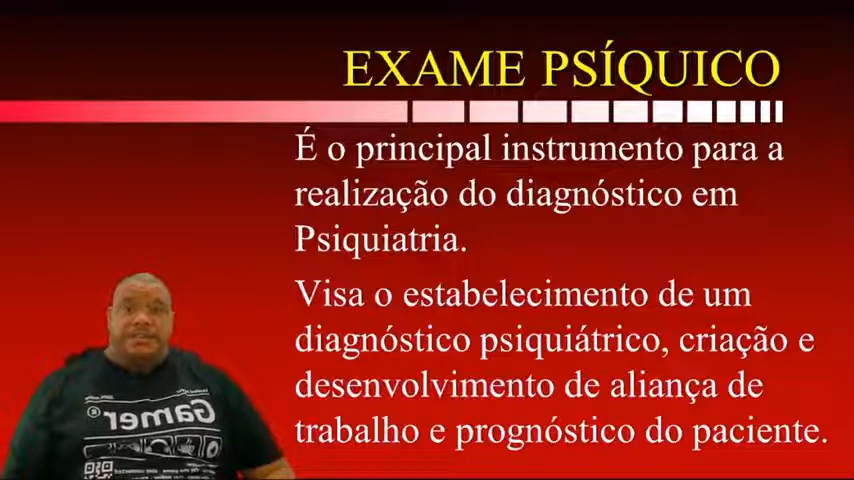 EXAME PSÍQUICO
É o principal instrumento para a
realização do diagnóstico em
Psiquiatria.
Visa o estabelecimento de um
diagnóstico psiquiátrico, criação e
desenvolvimento de aliança de
trabalho e prognóstico do paciente.
Gamer®